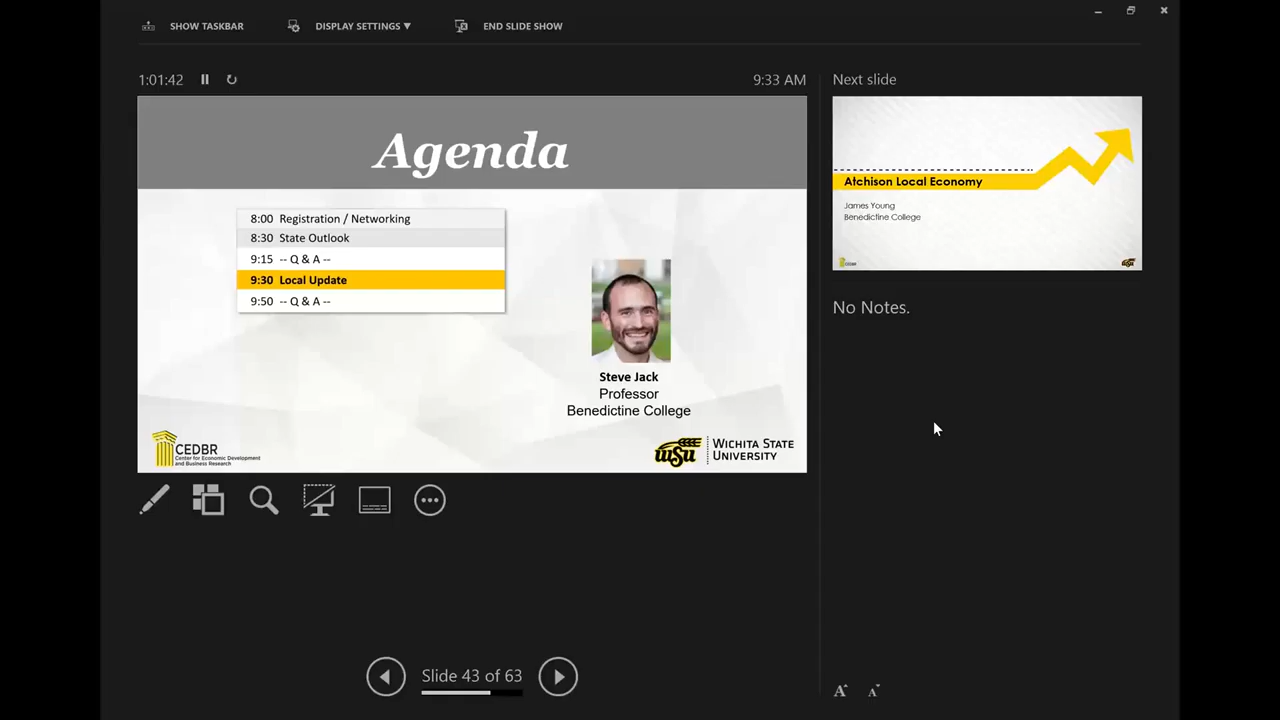 SHOW TASKBAR
DISPLAY SETTINGS ▼
END SLIDE SHOW
1:01:42
9:33 AM
Next slide
Agenda
8:00 Registration / Networking
8:30 State Outlook
9:15 -- Q & A --
9:30 Local Update
9:50 -- Q & A --
Steve Jack
Professor
Benedictine College
CEDBR
Center for Economic Development
and Business Research
WSU
WICHITA STATE
UNIVERSITY
Atchison Local Economy
James Young
Benedictine College
No Notes.
Slide 43 of 63
A A